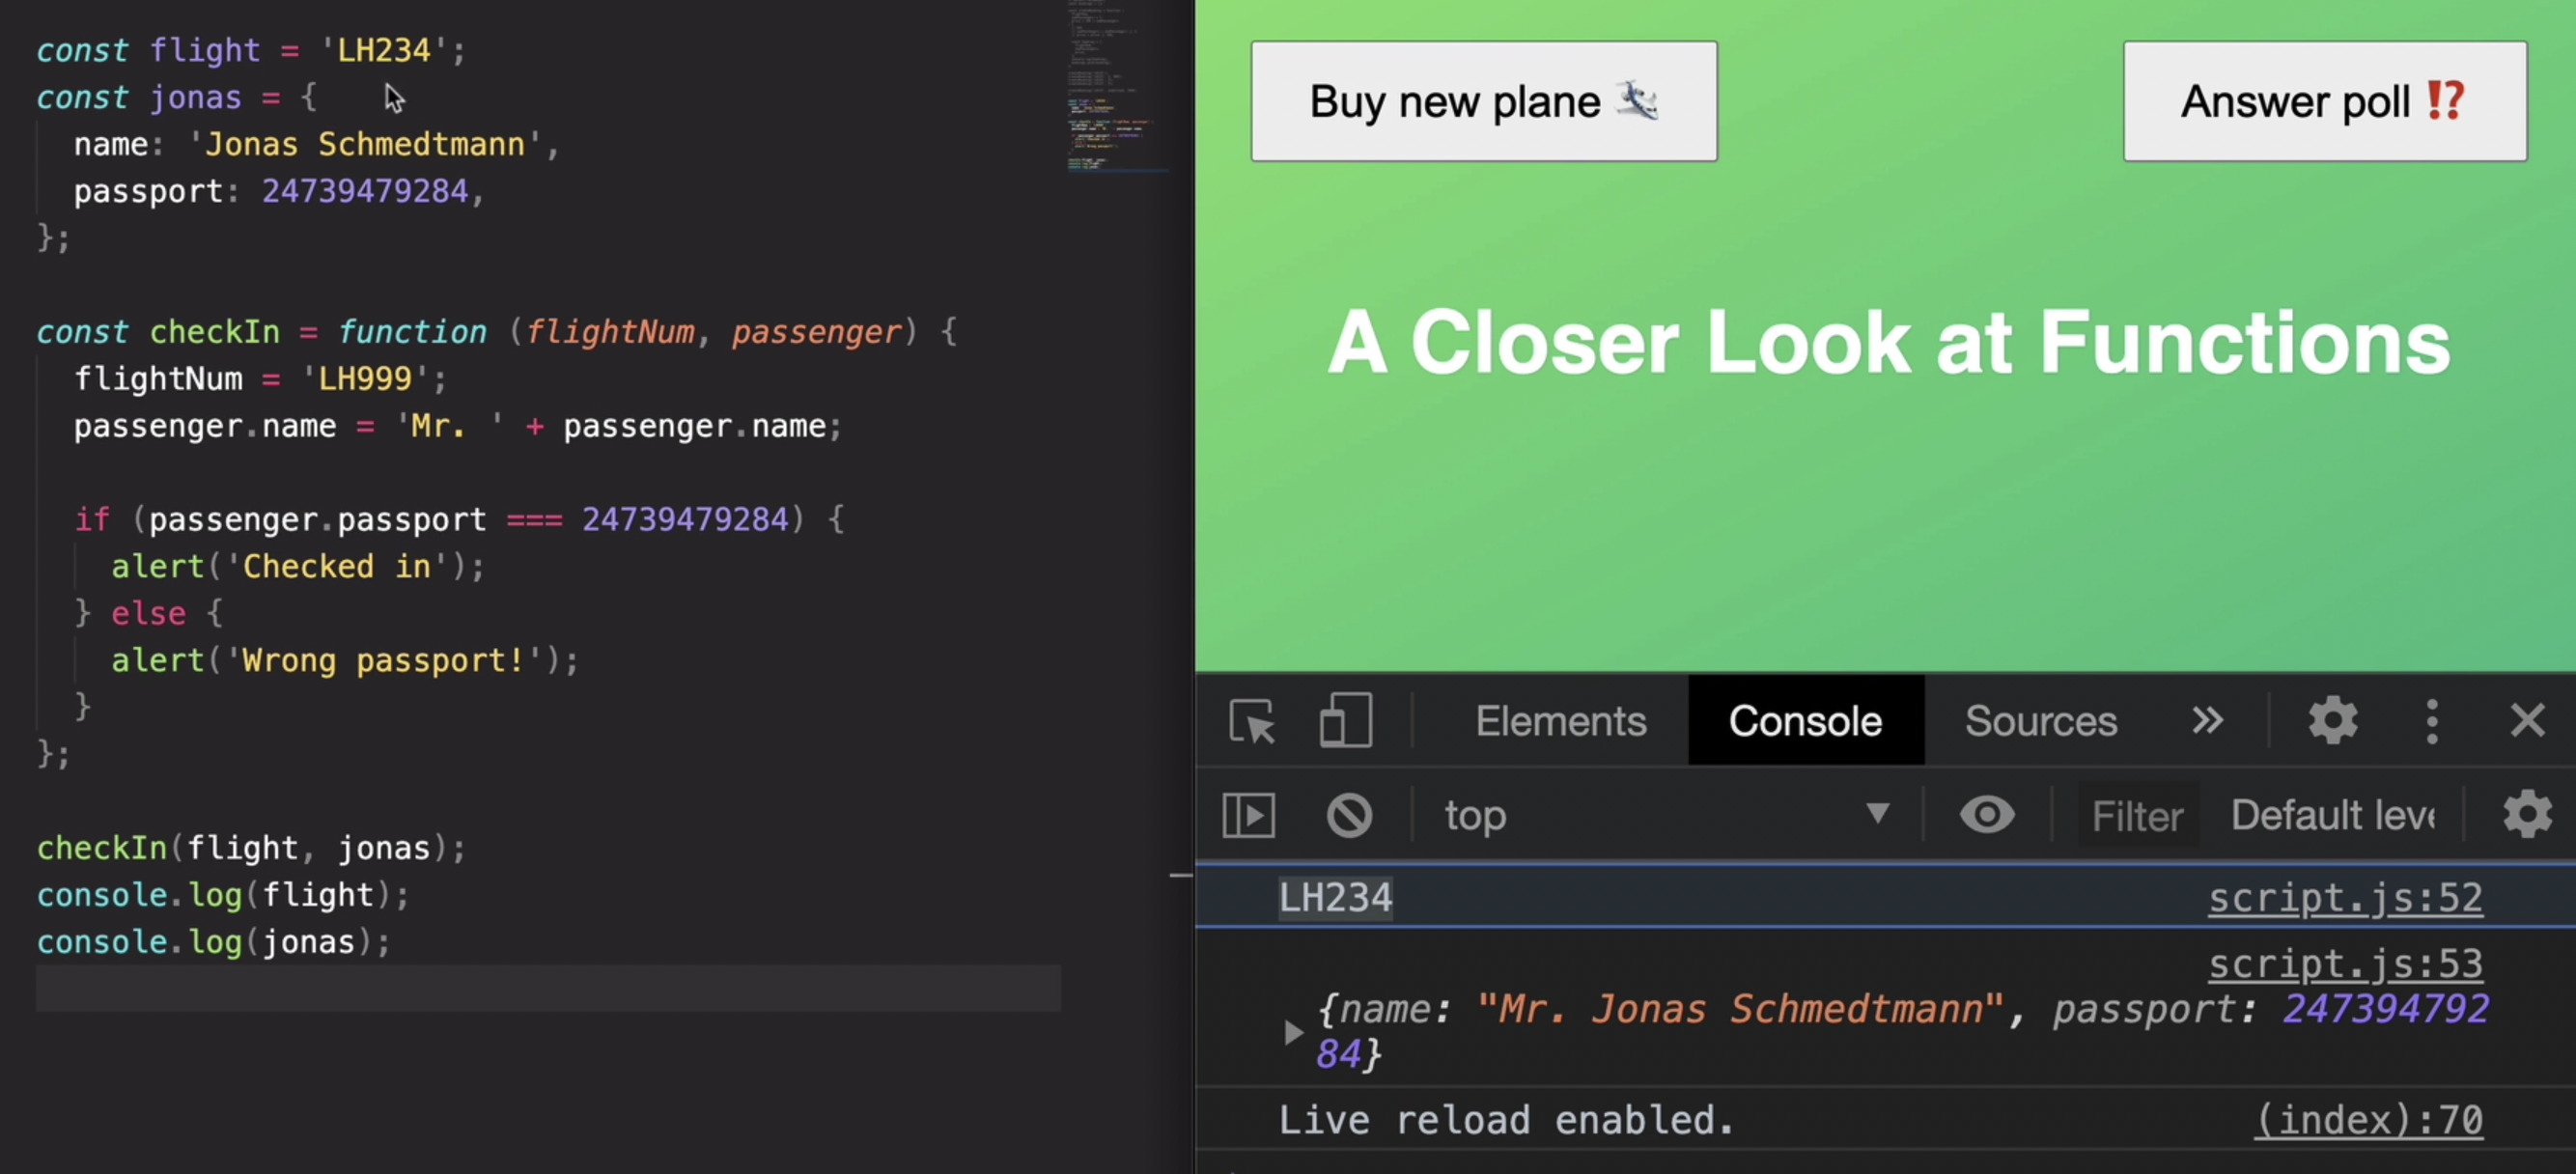 const flight = 'LH234';
const jonas = {
name: 'Jonas Schmedtmann',
passport: 24739479284,
};
const checkIn = function (flightNum, passenger) {
flightNum = 'LH999';
passenger.name = 'Mr. ' + passenger.name;
if (passenger.passport === 24739479284) {
alert('Checked in');
} else {
alert('Wrong passport!');
}
};
checkIn(flight, jonas);
console.log(flight);
console.log(jonas);
Buy new plane 🛩
Answer poll ⁉️
A Closer Look at Functions
Elements Console Sources »
top Filter Default leve
LH234 script.js:52
script.js:53
{name: "Mr. Jonas Schmedtmann", passport: 247394792
84}
Live reload enabled. (index):70